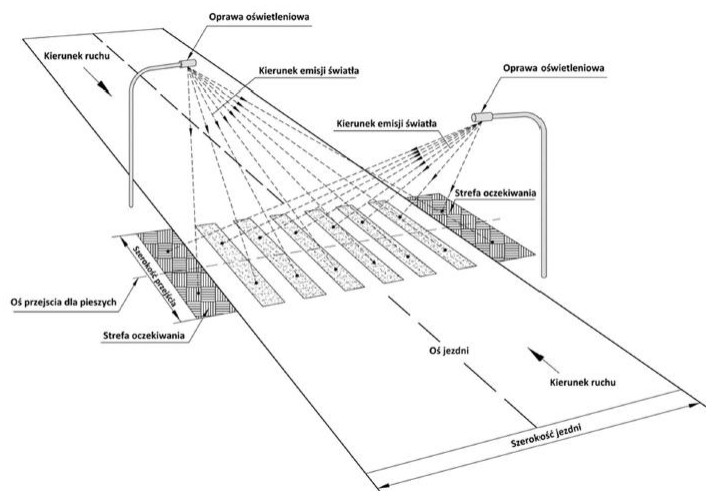 Oprawa oświetleniowa
Kierunek ruchu
Kierunek emisji światła
Oprawa oświetleniowa
Kierunek emisji światła
Strefa oczekiwania
Szerokość przejścia
Oś przejscia dla pieszych
Strefa oczekiwania
Oś jezdni
Kierunek ruchu
Szerokość jezdni